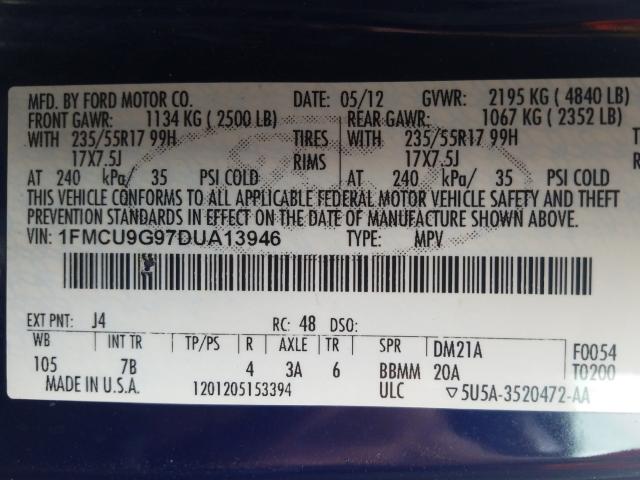 MFD. BY FORD MOTOR CO. DATE: 05/12 GVWR: 2195 KG ( 4840 LB)
FRONT GAWR: 1134 KG ( 2500 LB) REAR GAWR: 1067 KG ( 2352 LB)
WITH 235/55R17 99H TIRES WITH 235/55R17 99H
17X7.5J RIMS 17X7.5J
AT 240 kPa/ 35 PSI COLD AT 240 kPa/ 35 PSI COLD
THIS VEHICLE CONFORMS TO ALL APPLICABLE FEDERAL MOTOR VEHICLE SAFETY AND THEFT
PREVENTION STANDARDS IN EFFECT ON THE DATE OF MANUFACTURE SHOWN ABOVE.
VIN: 1FMCU9G97DUA13946 TYPE: MPV
EXT PNT: J4 RC: 48 DSO:
WB INT TR TP/PS R AXLE TR SPR DM21A F0054
105 7B 4 3A 6 BBMM 20A T0200
MADE IN U.S.A. 1201205153394 ULC ▽5U5A-3520472-AA